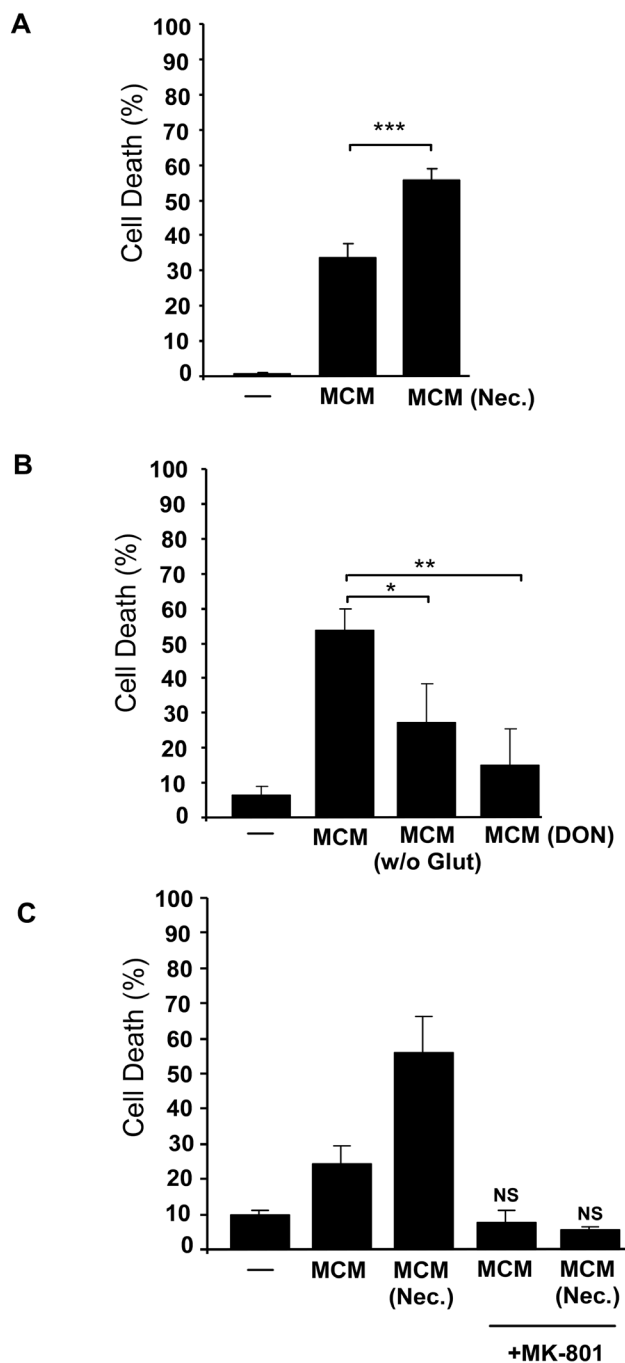 A
Cell Death (%)
100
90
80
70
60
50
40
30
20
10
0
***
— MCM MCM (Nec.)
B
Cell Death (%)
100
90
80
70
60
50
40
30
20
10
0
**
*
— MCM MCM MCM (DON)
(w/o Glut)
C
Cell Death (%)
100
90
80
70
60
50
40
30
20
10
0
NS NS
— MCM MCM MCM MCM
(Nec.) (Nec.)
+MK-801